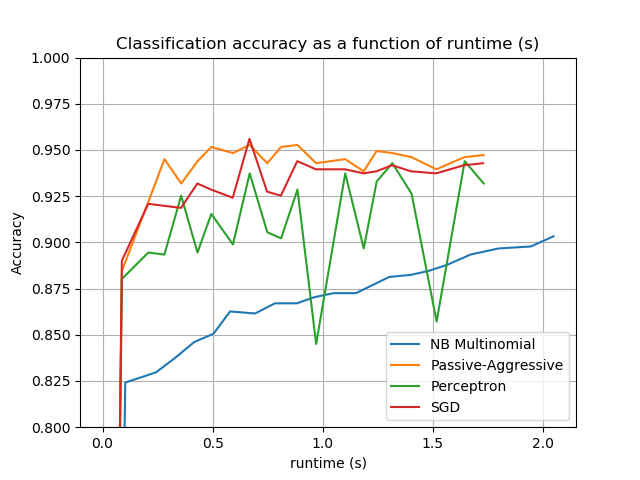 Classification accuracy as a function of runtime (s)
1.000
0.975
0.950
0.925
0.900
0.875
0.850
0.825
0.800
Accuracy
NB Multinomial
Passive-Aggressive
Perceptron
SGD
0.0 0.5 1.0 1.5 2.0
runtime (s)